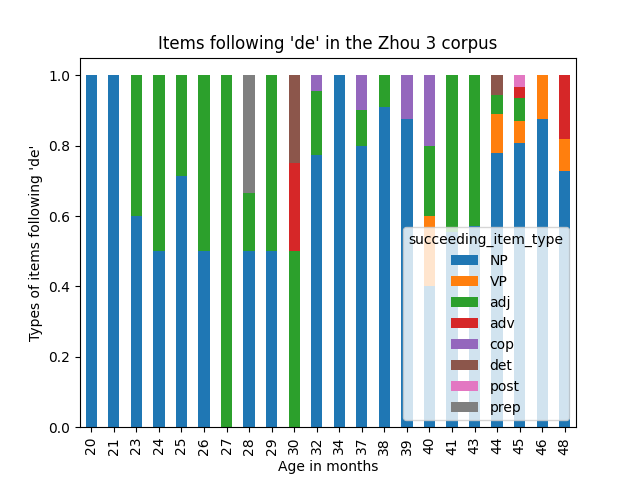 Items following 'de' in the Zhou 3 corpus
Types of items following 'de'
1.0
0.8
0.6
0.4
0.2
0.0
succeeding_item_type
NP
VP
adj
adv
cop
det
post
prep
20 21 23 24 25 26 27 28 29 30 32 34 37 38 39 40 41 43 44 45 46 48
Age in months